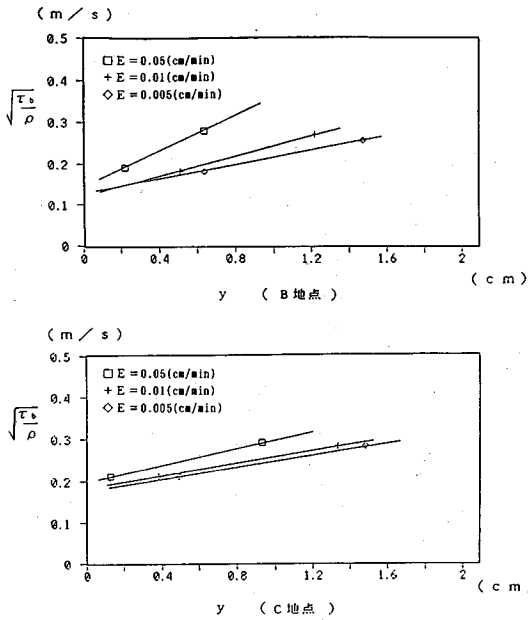 (m/s)
0.5
□ E=0.05(cm/min)
+ E=0.01(cm/min)
◇ E=0.005(cm/min)
0.4
√τb/ρ
0.3
0.2
0.1
0
0 0.4 0.8 1.2 1.6 2
(cm)
y (B地点)
(m/s)
0.5
□ E=0.05(cm/min)
+ E=0.01(cm/min)
◇ E=0.005(cm/min)
0.4
√τb/ρ
0.3
0.2
0.1
0
0 0.4 0.8 1.2 1.6 2
(cm
y (C地点)